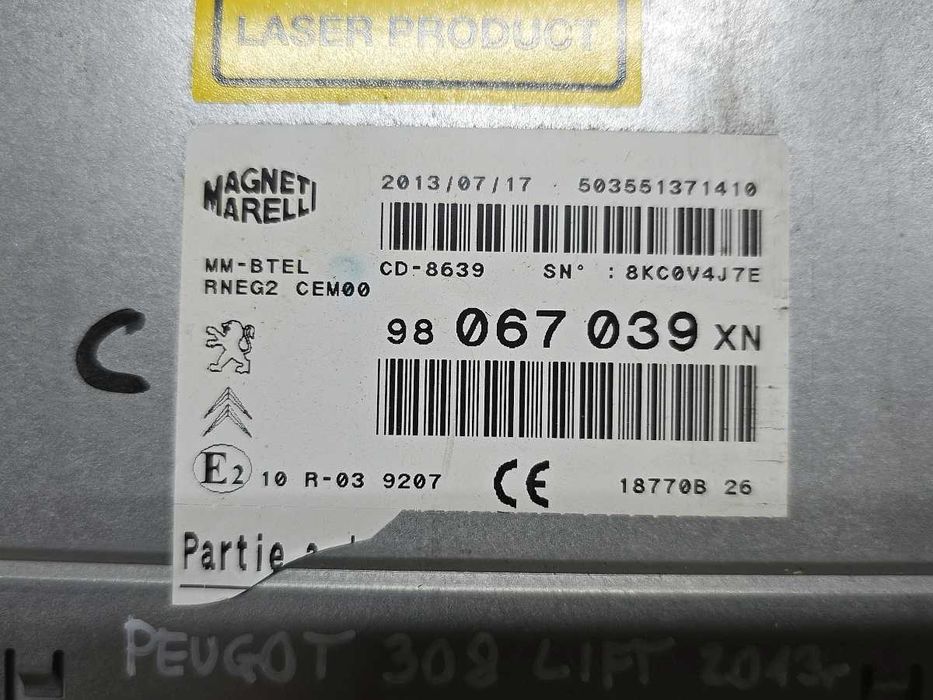 LASER PRODUCT
MAGNETI MARELLI
2013/07/17 503551371410
MM-BTEL CD-8639 SN° : 8KC0V4J7E
RNEG2 CEM00
98 067 039 XN
C
E2 10 R-03 9207 CE 18770B 26
Partie
PEUGOT 308 LIFT 2013r